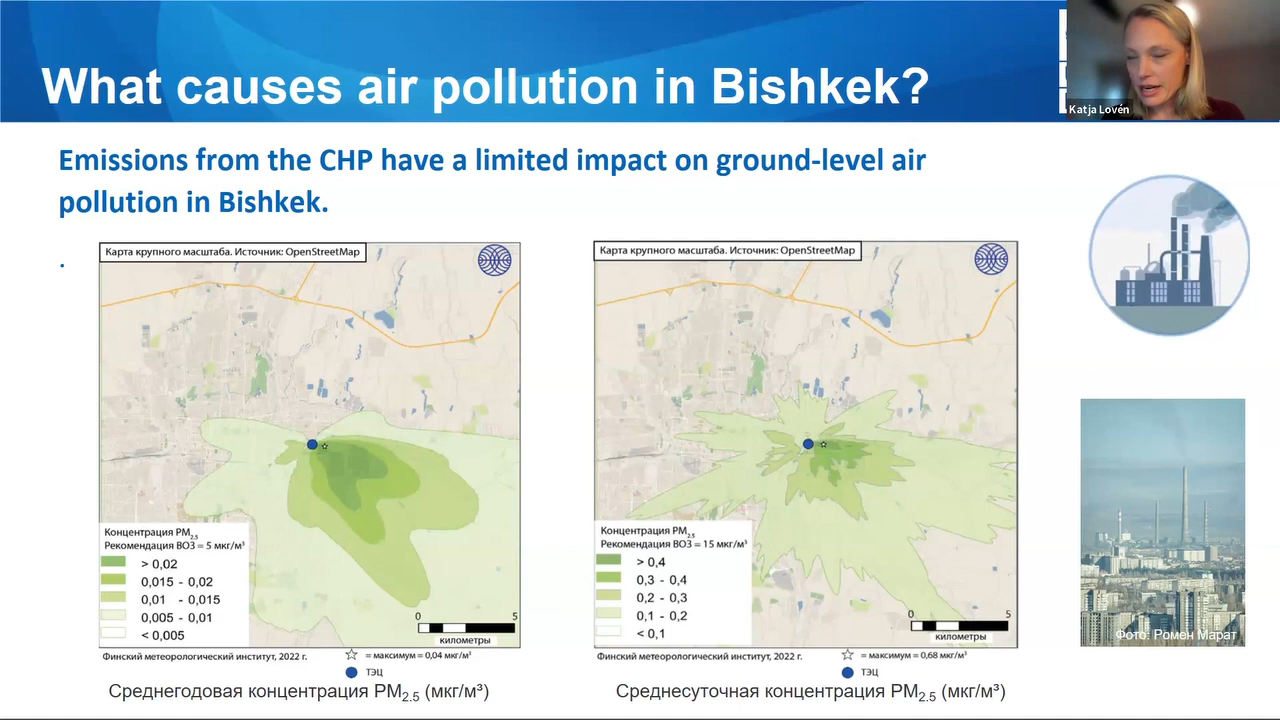 What causes air pollution in Bishkek?
Katja Lovén
Emissions from the CHP have a limited impact on ground-level air
pollution in Bishkek.
.
Карта крупного масштаба. Источник: OpenStreetMap
Концентрация PM2.5
Рекомендация ВОЗ = 5 мкг/м³
> 0,02
0,015 - 0,02
0,01 - 0,015
0,005 - 0,01
< 0,005
0 5
километры
Финский метеорологический институт, 2022 г.
☆ = максимум = 0,04 мкг/м³
ТЭЦ
Среднегодовая концентрация PM2.5 (мкг/м³)
Карта крупного масштаба. Источник: OpenStreetMap
Концентрация PM2.5
Рекомендация ВОЗ = 15 мкг/м³
> 0,4
0,3 - 0,4
0,2 - 0,3
0,1 - 0,2
< 0,1
0 5
километры
Финский метеорологический институт, 2022 г.
☆ = максимум = 0,68 мкг/м³
ТЭЦ
Среднесуточная концентрация PM2.5 (мкг/м³)
Фото: Ромен Марат